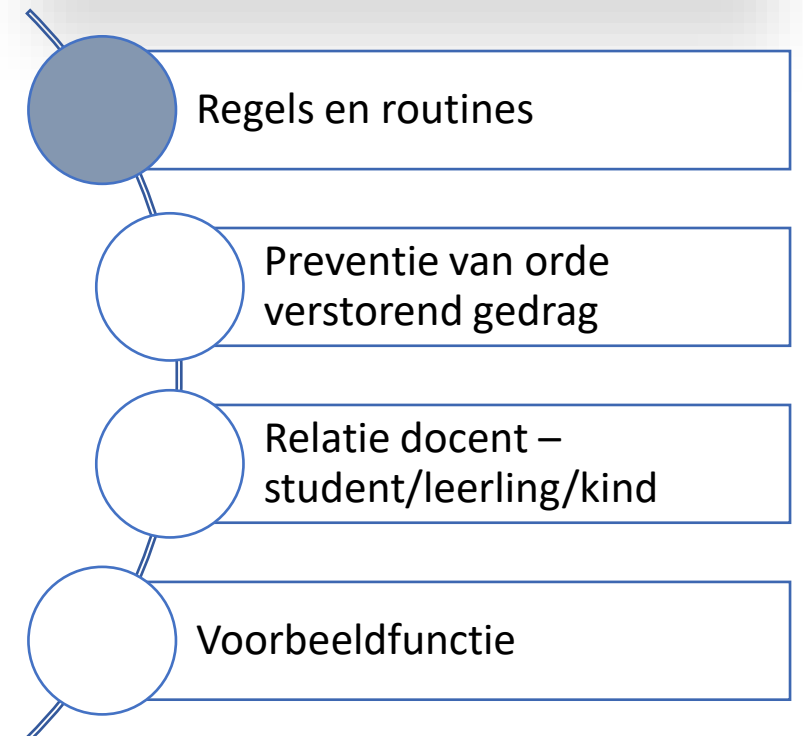 Regels en routines
Preventie van orde
verstorend gedrag
Relatie docent –
student/leerling/kind
Voorbeeldfunctie